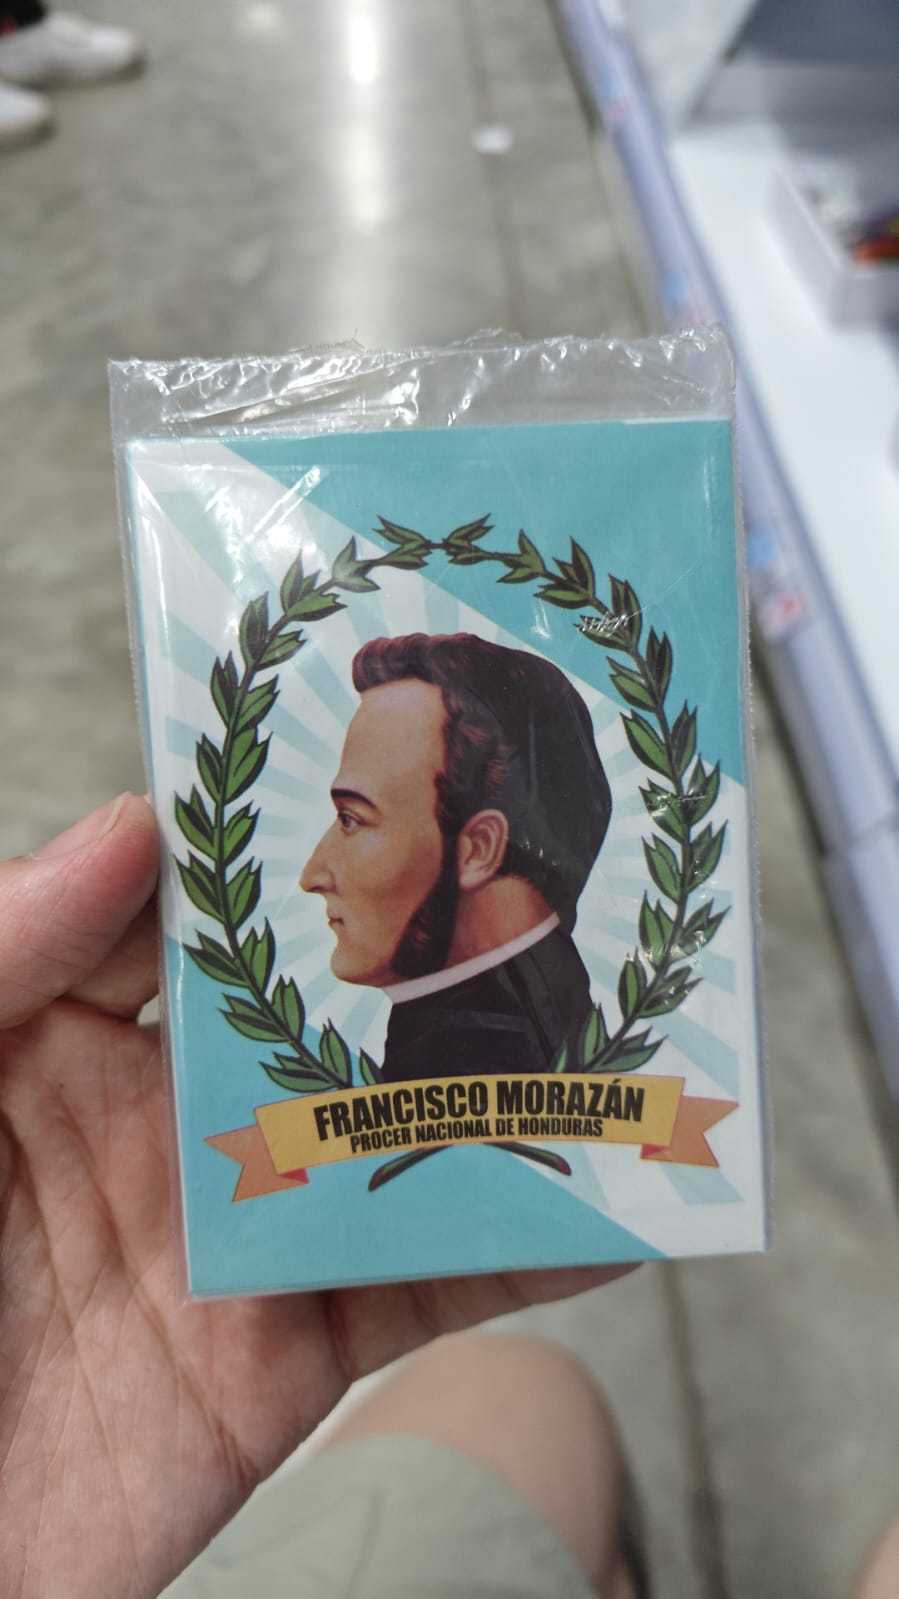 FRANCISCO MORAZÁN
PROCER NACIONAL DE HONDURAS